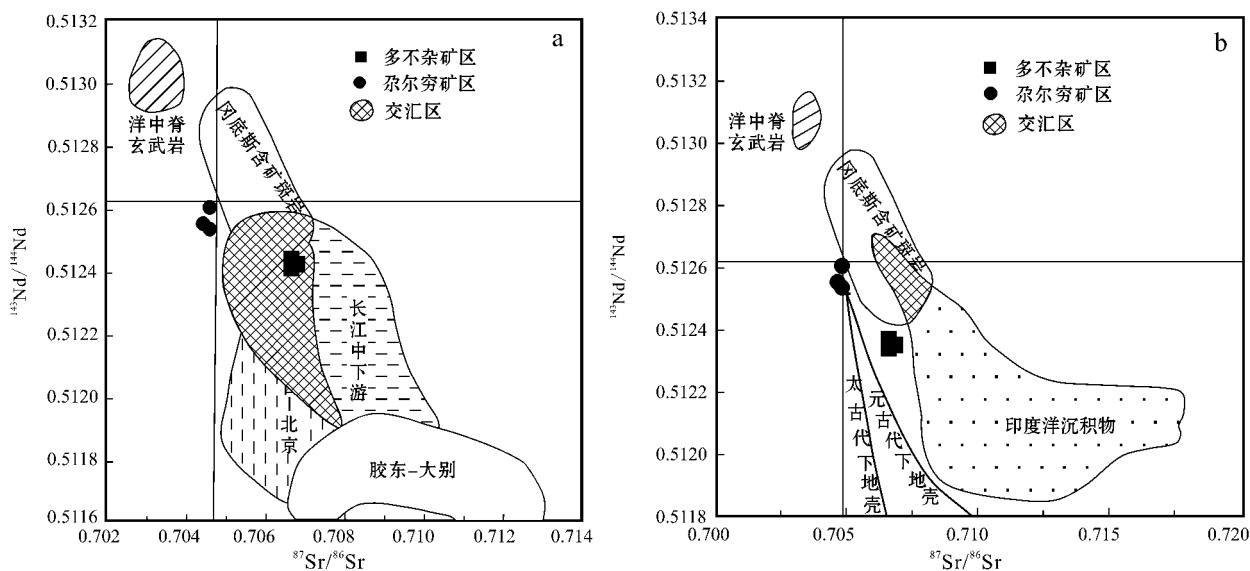 0.5132
0.5130
0.5128
0.5126
0.5124
0.5122
0.5120
0.5118
0.5116
¹⁴³Nd/¹⁴⁴Nd
a
多不杂矿区
尕尔穷矿区
交汇区
洋中脊
玄武岩
冈底斯含矿斑岩
长江中下游
北京
胶东-大别
0.702
0.704
0.706
0.708
0.710
0.712
0.714
⁸⁷Sr/⁸⁶Sr
0.5134
0.5132
0.5130
0.5128
0.5126
0.5124
0.5122
0.5120
0.5118
¹⁴³Nd/¹⁴⁴Nd
b
多不杂矿区
尕尔穷矿区
交汇区
洋中脊
玄武岩
冈底斯含矿斑岩
太古代下地壳
元古代下地壳
印度洋沉积物
0.700
0.705
0.710
0.715
0.720
⁸⁷Sr/⁸⁶Sr